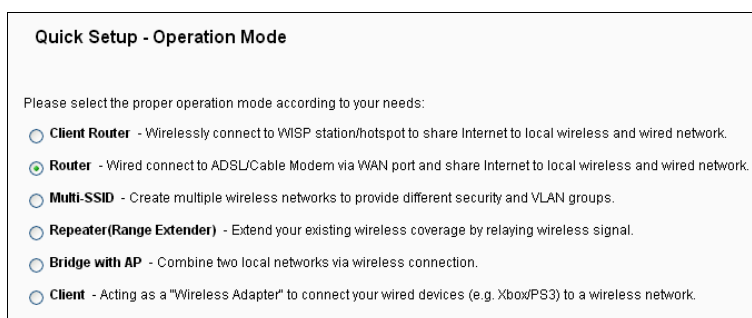 Quick Setup - Operation Mode
Please select the proper operation mode according to your needs:
Client Router - Wirelessly connect to WISP station/hotspot to share Internet to local wireless and wired network.
Router - Wired connect to ADSL/Cable Modem via WAN port and share Internet to local wireless and wired network.
Multi-SSID - Create multiple wireless networks to provide different security and VLAN groups.
Repeater(Range Extender) - Extend your existing wireless coverage by relaying wireless signal.
Bridge with AP - Combine two local networks via wireless connection.
Client - Acting as a "Wireless Adapter" to connect your wired devices (e.g. Xbox/PS3) to a wireless network.